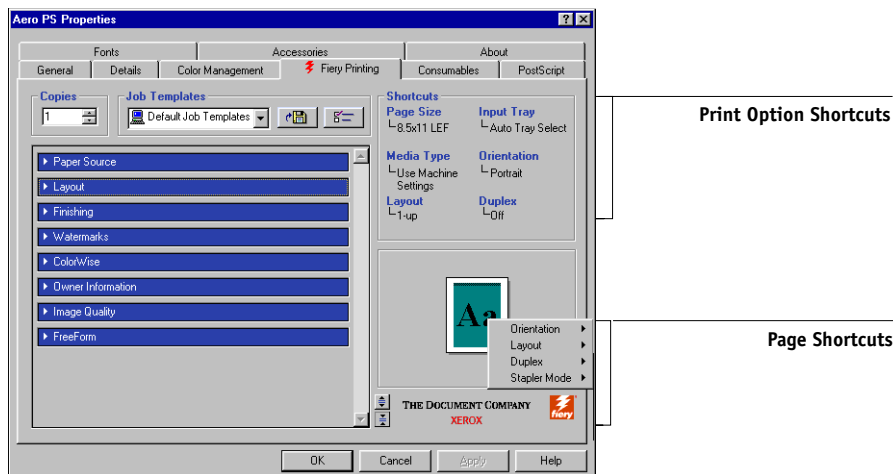 Aero PS Properties
Fonts
Accessories
About
General
Details
Color Management
Fiery Printing
Consumables
PostScript
Copies
1
Job Templates
Default Job Templates
Shortcuts
Page Size
8.5x11 LEF
Input Tray
Auto Tray Select
Media Type
Use Machine
Settings
Orientation
Portrait
Layout
1-up
Duplex
Off
Print Option Shortcuts
Paper Source
Layout
Finishing
Watermarks
ColorWise
Owner Information
Image Quality
FreeForm
Aa
Orientation
Layout
Duplex
Stapler Mode
Page Shortcuts
THE DOCUMENT COMPANY
XEROX
fiery
OK
Cancel
Apply
Help